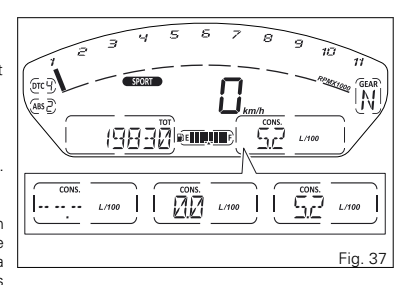 1 2 3 4 5 6 7 8 9 10 11
RPMX1000
DTC 4
SPORT
GEAR
N
ABS 2
0 km/h
TOT
19830
E F
CONS.
5.2 L/100
CONS.
CONS.
CONS.
--.-- L/100
0.0 L/100
5.2 L/100
Fig. 37
t
.
n
e
a
s